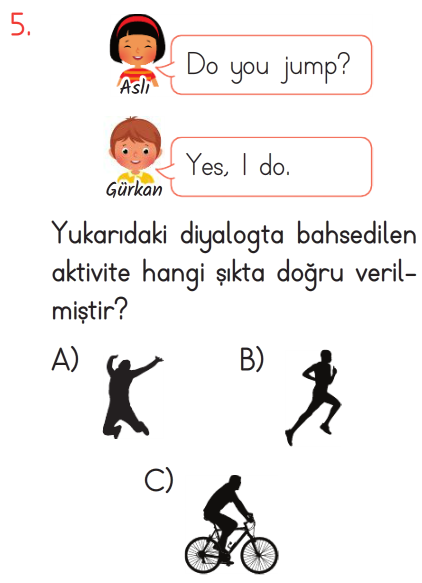 5.
Do you jump?
Aslı
Yes, I do.
Gürkan
Yukarıdaki diyalogta bahsedilen
aktivite hangi şıkta doğru veril-
miştir?
A) B)
C)